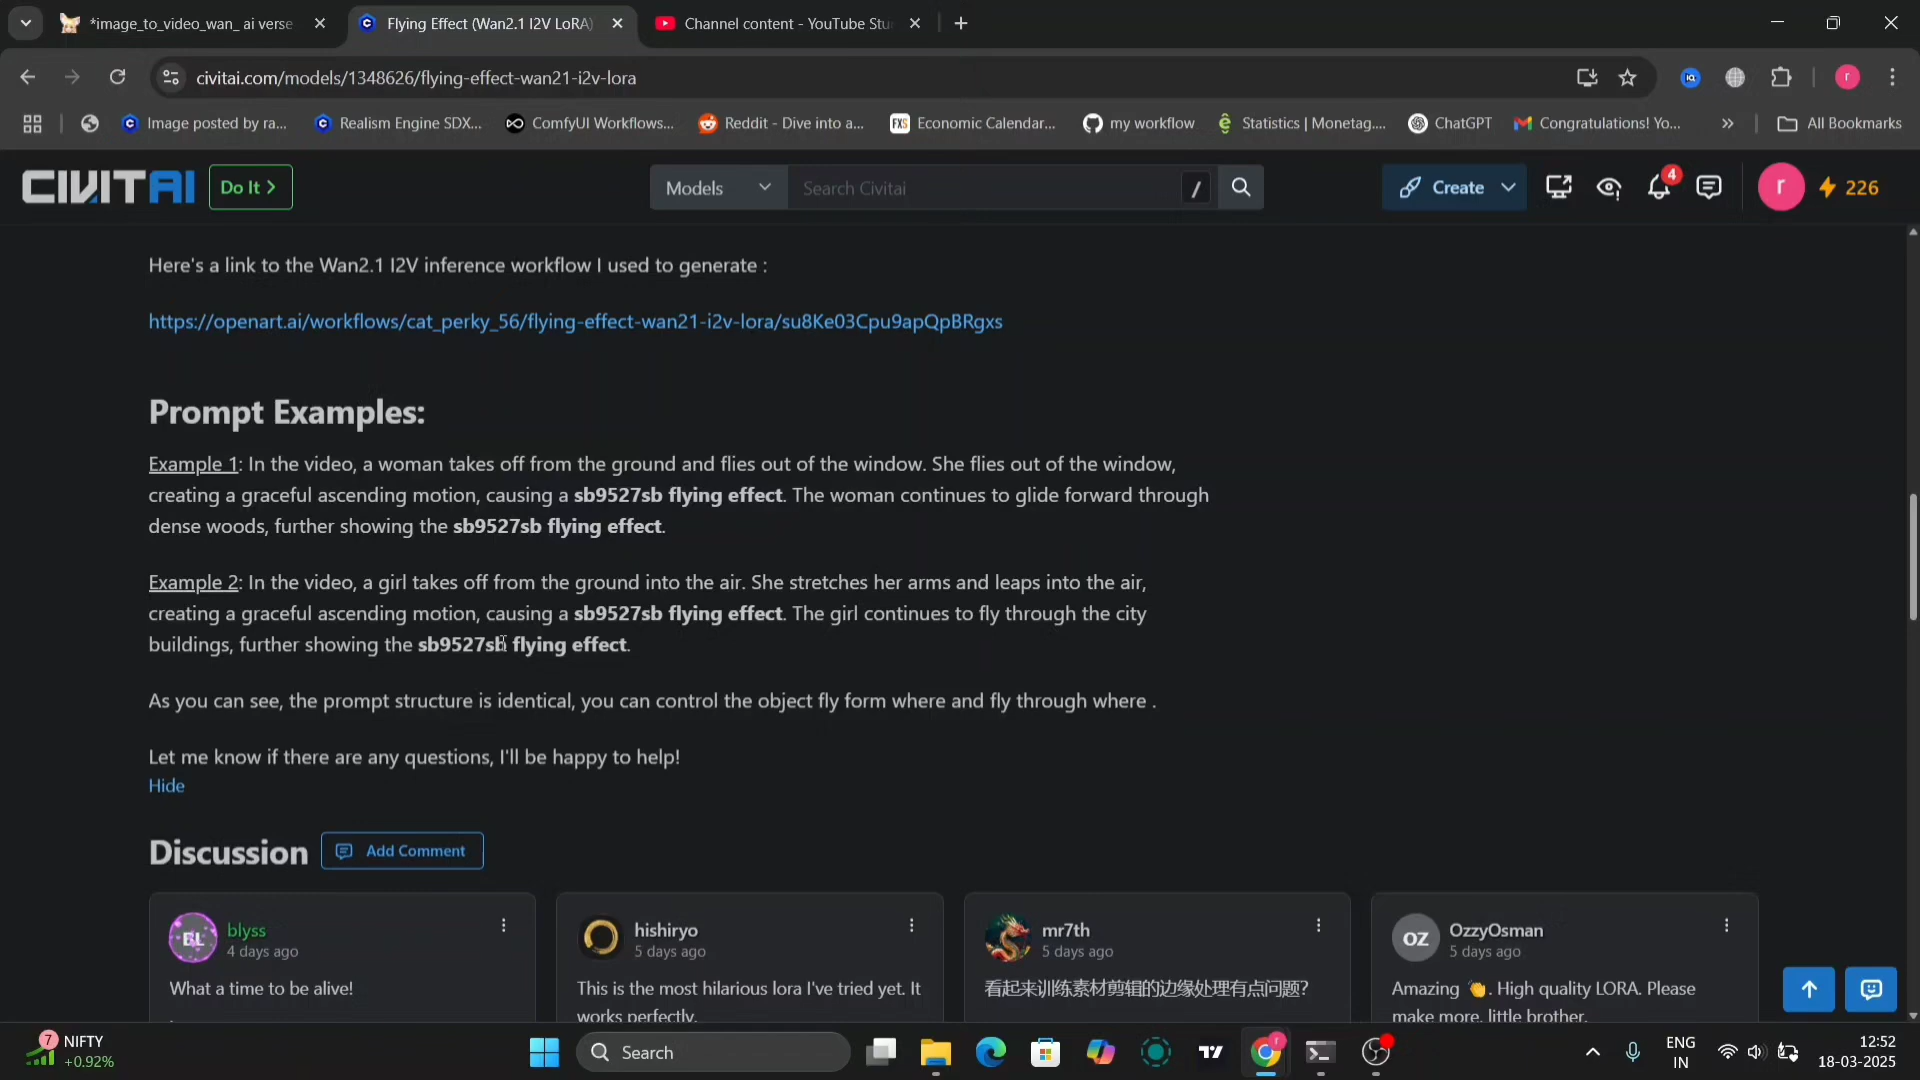 *image_to_video_wan_ ai verse
Flying Effect (Wan2.1 I2V LoRA)
Channel content - YouTube Stu
civitai.com/models/1348626/flying-effect-wan21-i2v-lora
IQ
r
Image posted by ra...
Realism Engine SDX...
ComfyUI Workflows...
Reddit - Dive into a...
FXS
Economic Calendar...
my workflow
Statistics | Monetag....
ChatGPT
Congratulations! Yo...
All Bookmarks
CIVITAI
Do It
Models
Search Civitai
/
Create
4
r
226
Here's a link to the Wan2.1 I2V inference workflow I used to generate :
https://openart.ai/workflows/cat_perky_56/flying-effect-wan21-i2v-lora/su8Ke03Cpu9apQpBRgxs
Prompt Examples:
Example 1: In the video, a woman takes off from the ground and flies out of the window. She flies out of the window,
creating a graceful ascending motion, causing a sb9527sb flying effect. The woman continues to glide forward through
dense woods, further showing the sb9527sb flying effect.
Example 2: In the video, a girl takes off from the ground into the air. She stretches her arms and leaps into the air,
creating a graceful ascending motion, causing a sb9527sb flying effect. The girl continues to fly through the city
buildings, further showing the sb9527sb flying effect.
As you can see, the prompt structure is identical, you can control the object fly form where and fly through where .
Let me know if there are any questions, I'll be happy to help!
Hide
Discussion
Add Comment
BL
blyss
4 days ago
What a time to be alive!
hishiryo
5 days ago
This is the most hilarious lora I've tried yet. It
works perfectly.
mr7th
5 days ago
看起来训练素材剪辑的边缘处理有点问题?
OZ
OzzyOsman
5 days ago
Amazing 👏. High quality LORA. Please
make more, little brother.
7
NIFTY
+0.92%
Search
ENG
IN
12:52
18-03-2025